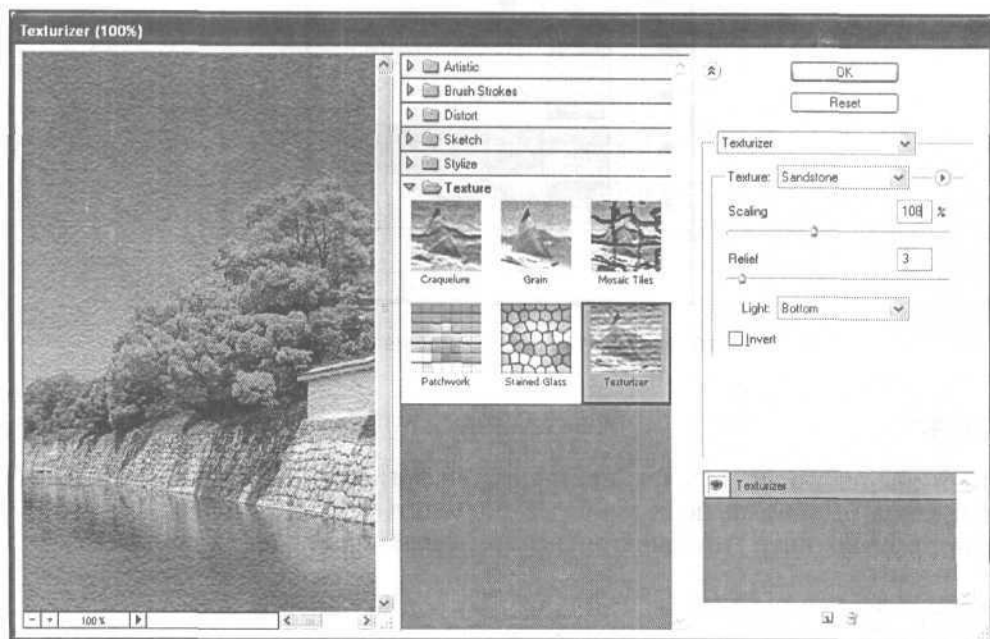 Texturizer (100%)
Artistic
Brush Strokes
Distort
Sketch
Stylize
Texture
Craquelure
Grain
Mosaic Tiles
Patchwork
Stained Glass
Texturizer
100%
OK
Reset
Texturizer
Texture: Sandstone
Scaling 108 %
Relief 3
Light: Bottom
Invert
Texturizer